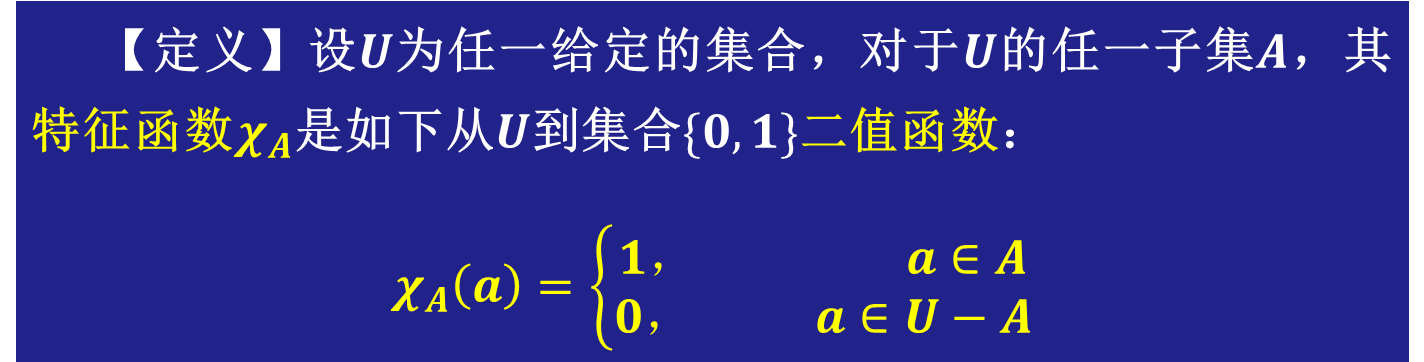 【定义】设U为任一给定的集合，对于U的任一子集A，其
特征函数χ_A是如下从U到集合{0, 1}二值函数：
χ_A(a) = { 1, a ∈ A
0, a ∈ U − A